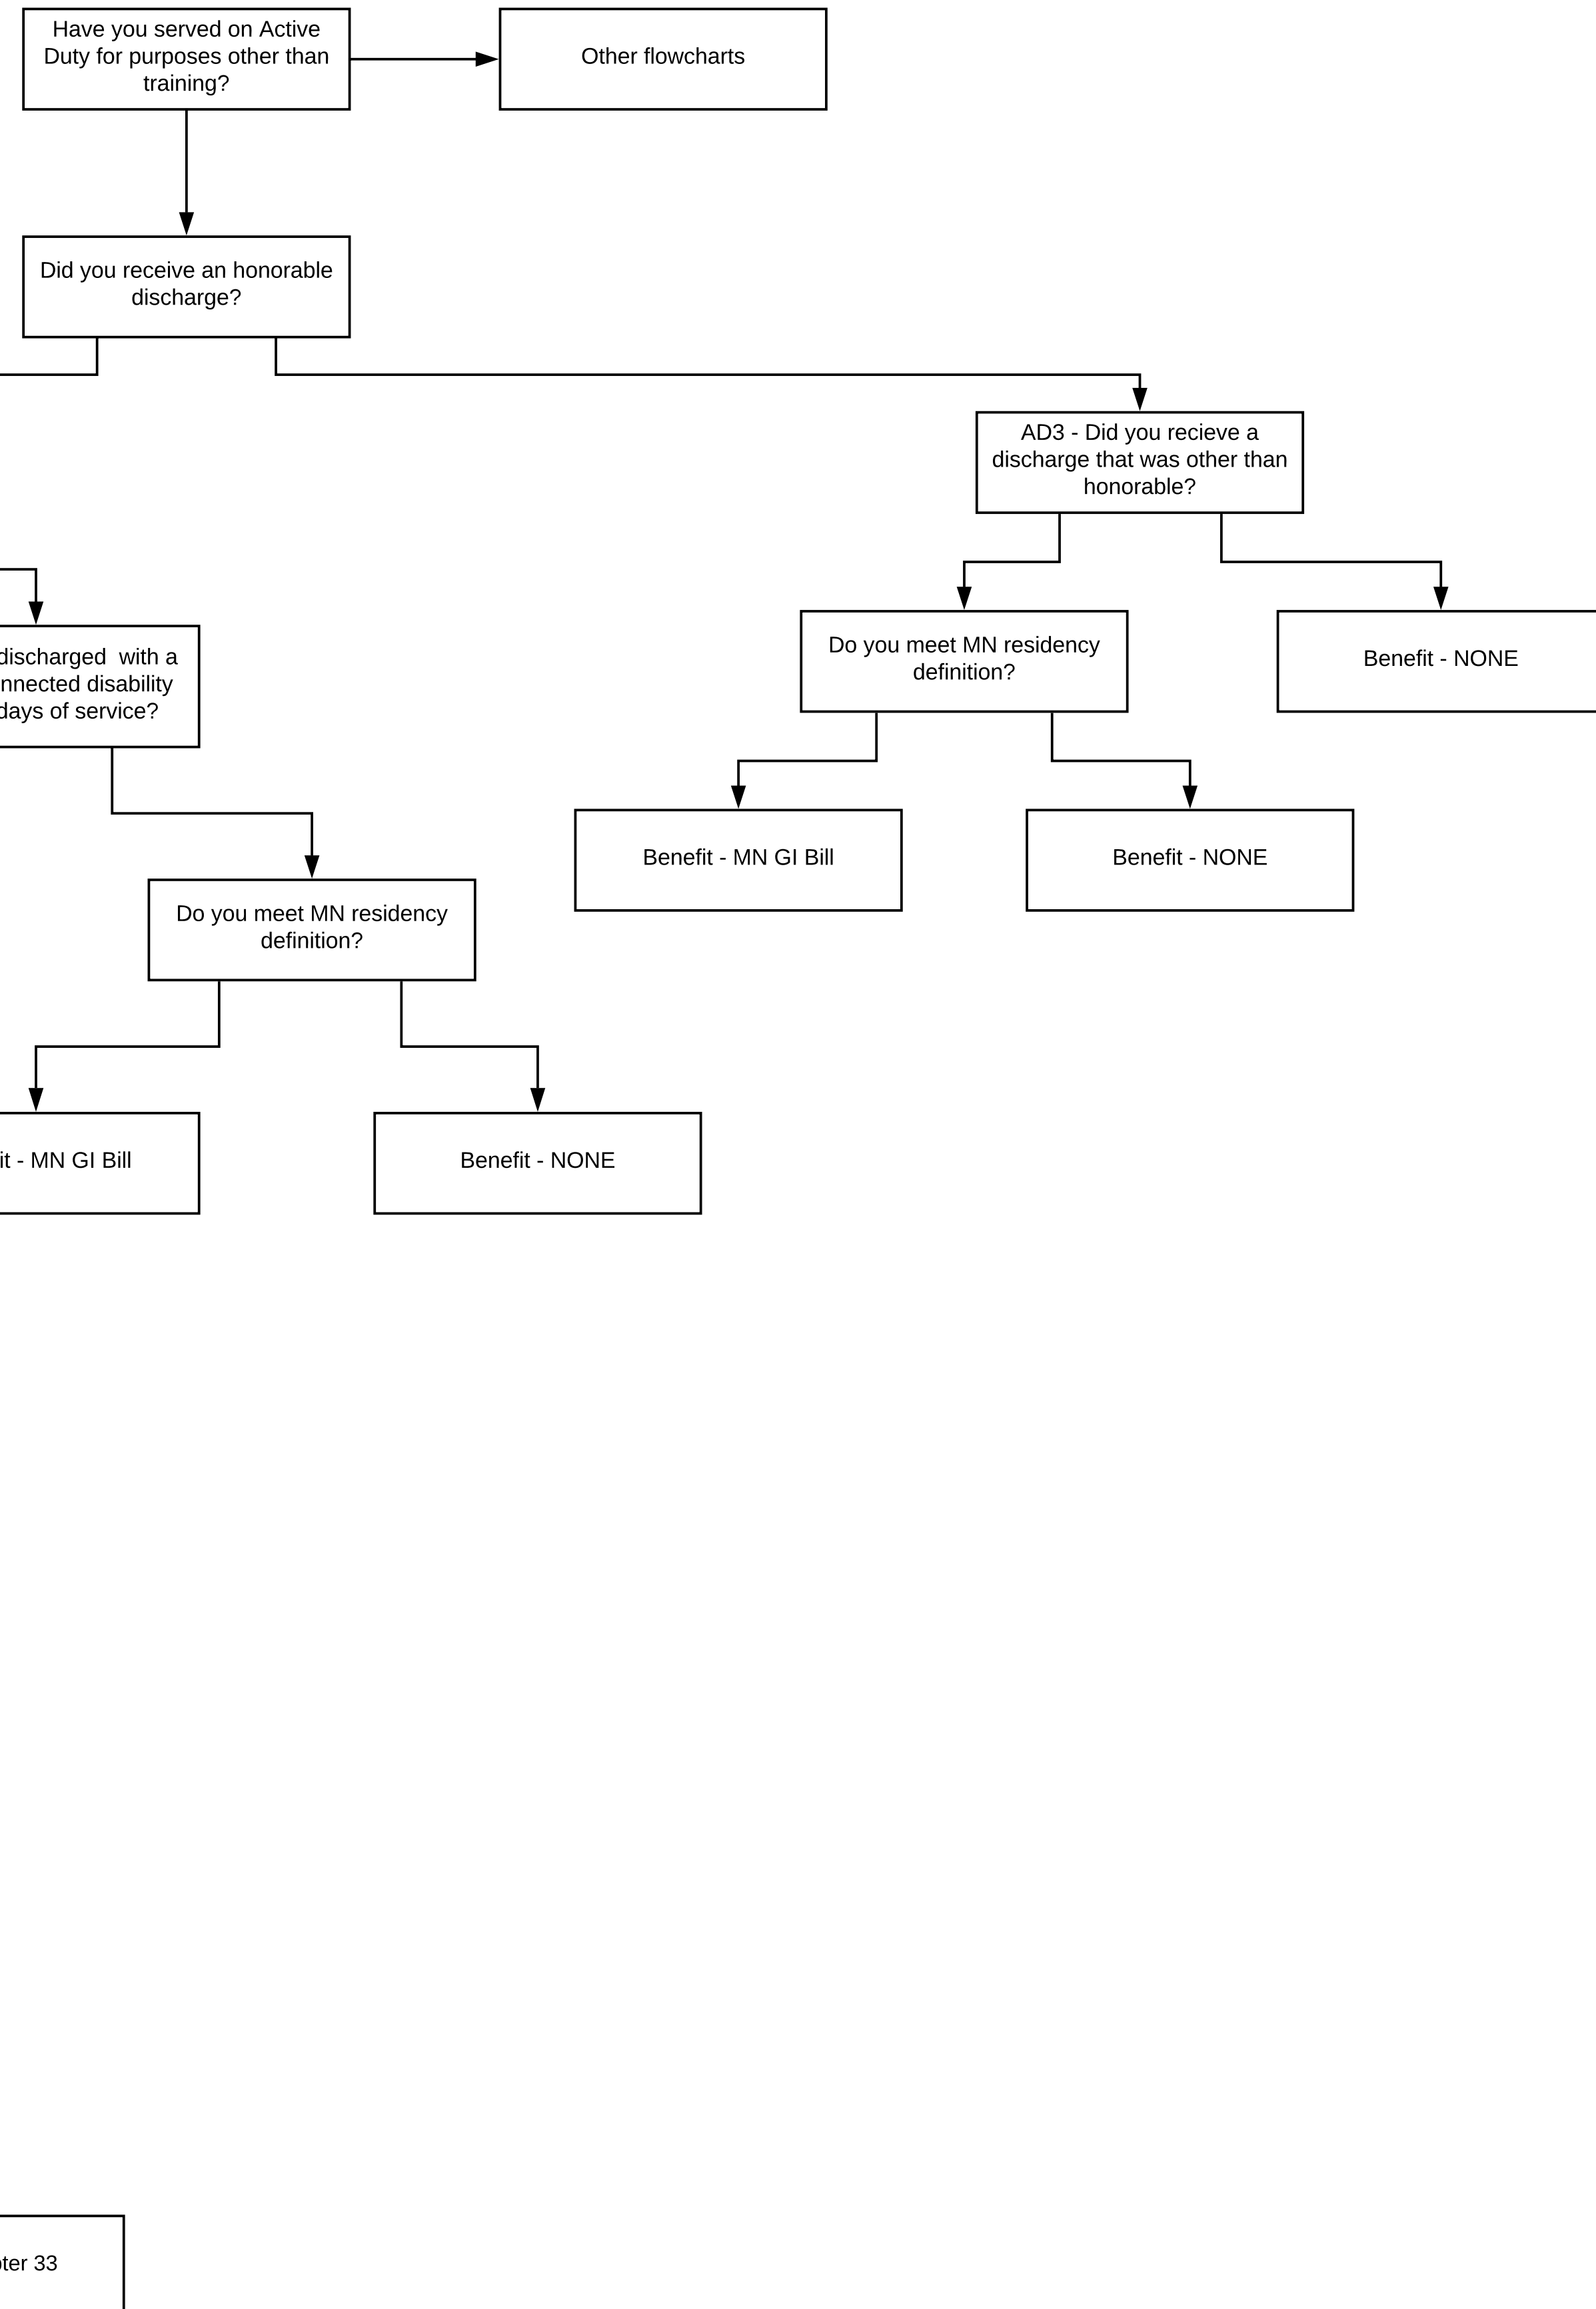 Have you served on Active
Duty for purposes other than
training?
Other flowcharts
Did you receive an honorable
discharge?
AD3 - Did you recieve a
discharge that was other than
honorable?
Do you meet MN residency
definition?
Benefit - NONE
discharged  with a
disability
days of service?
Benefit - MN GI Bill
Benefit - NONE
Do you meet MN residency
definition?
- MN GI Bill
Benefit - NONE
33